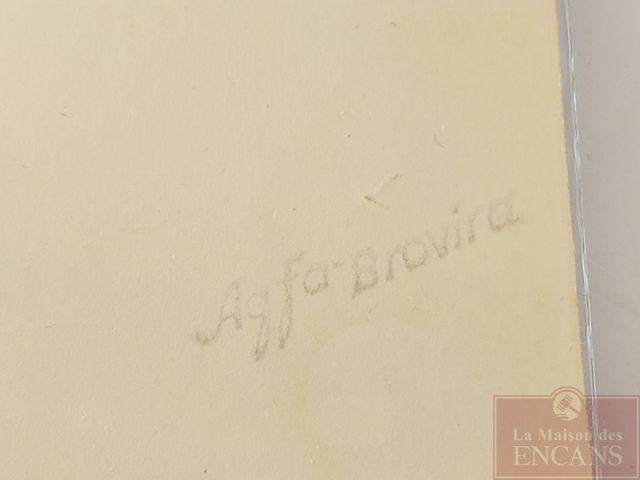 Agfa-Brovira
La Maison des
ENCANS